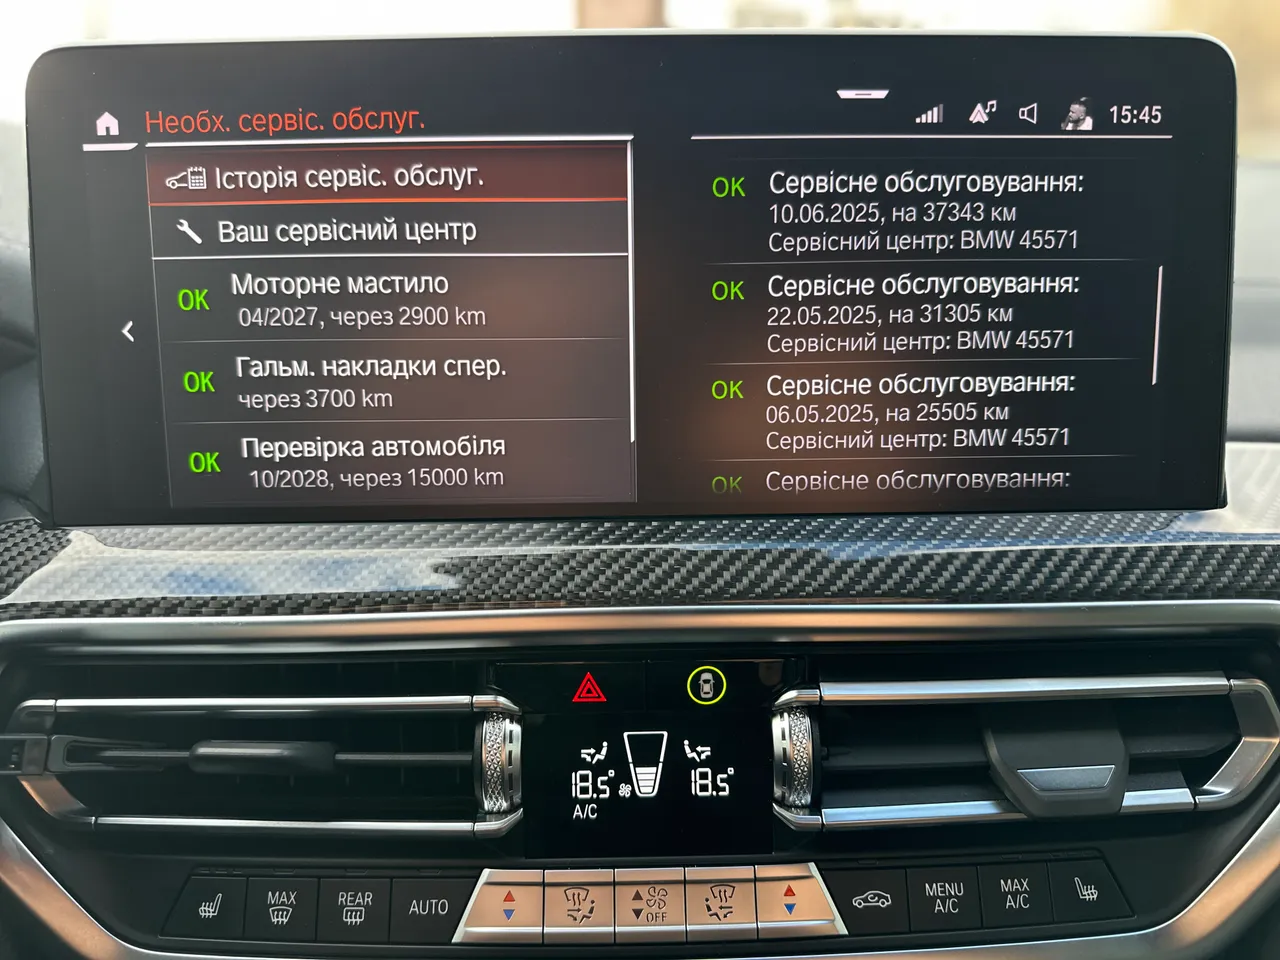 Необх. сервіс. обслуг.
15:45
Історія сервіс. обслуг.
Ваш сервісний центр
OK Моторне мастило
04/2027, через 2900 km
OK Гальм. накладки спер.
через 3700 km
OK Перевірка автомобіля
10/2028, через 15000 km
OK Сервісне обслуговування:
10.06.2025, на 37343 км
Сервісний центр: BMW 45571
OK Сервісне обслуговування:
22.05.2025, на 31305 км
Сервісний центр: BMW 45571
OK Сервісне обслуговування:
06.05.2025, на 25505 км
Сервісний центр: BMW 45571
OK Сервісне обслуговування:
18.5° 18.5°
A/C
MAX
REAR
AUTO
OFF
MENU
A/C
MAX
A/C